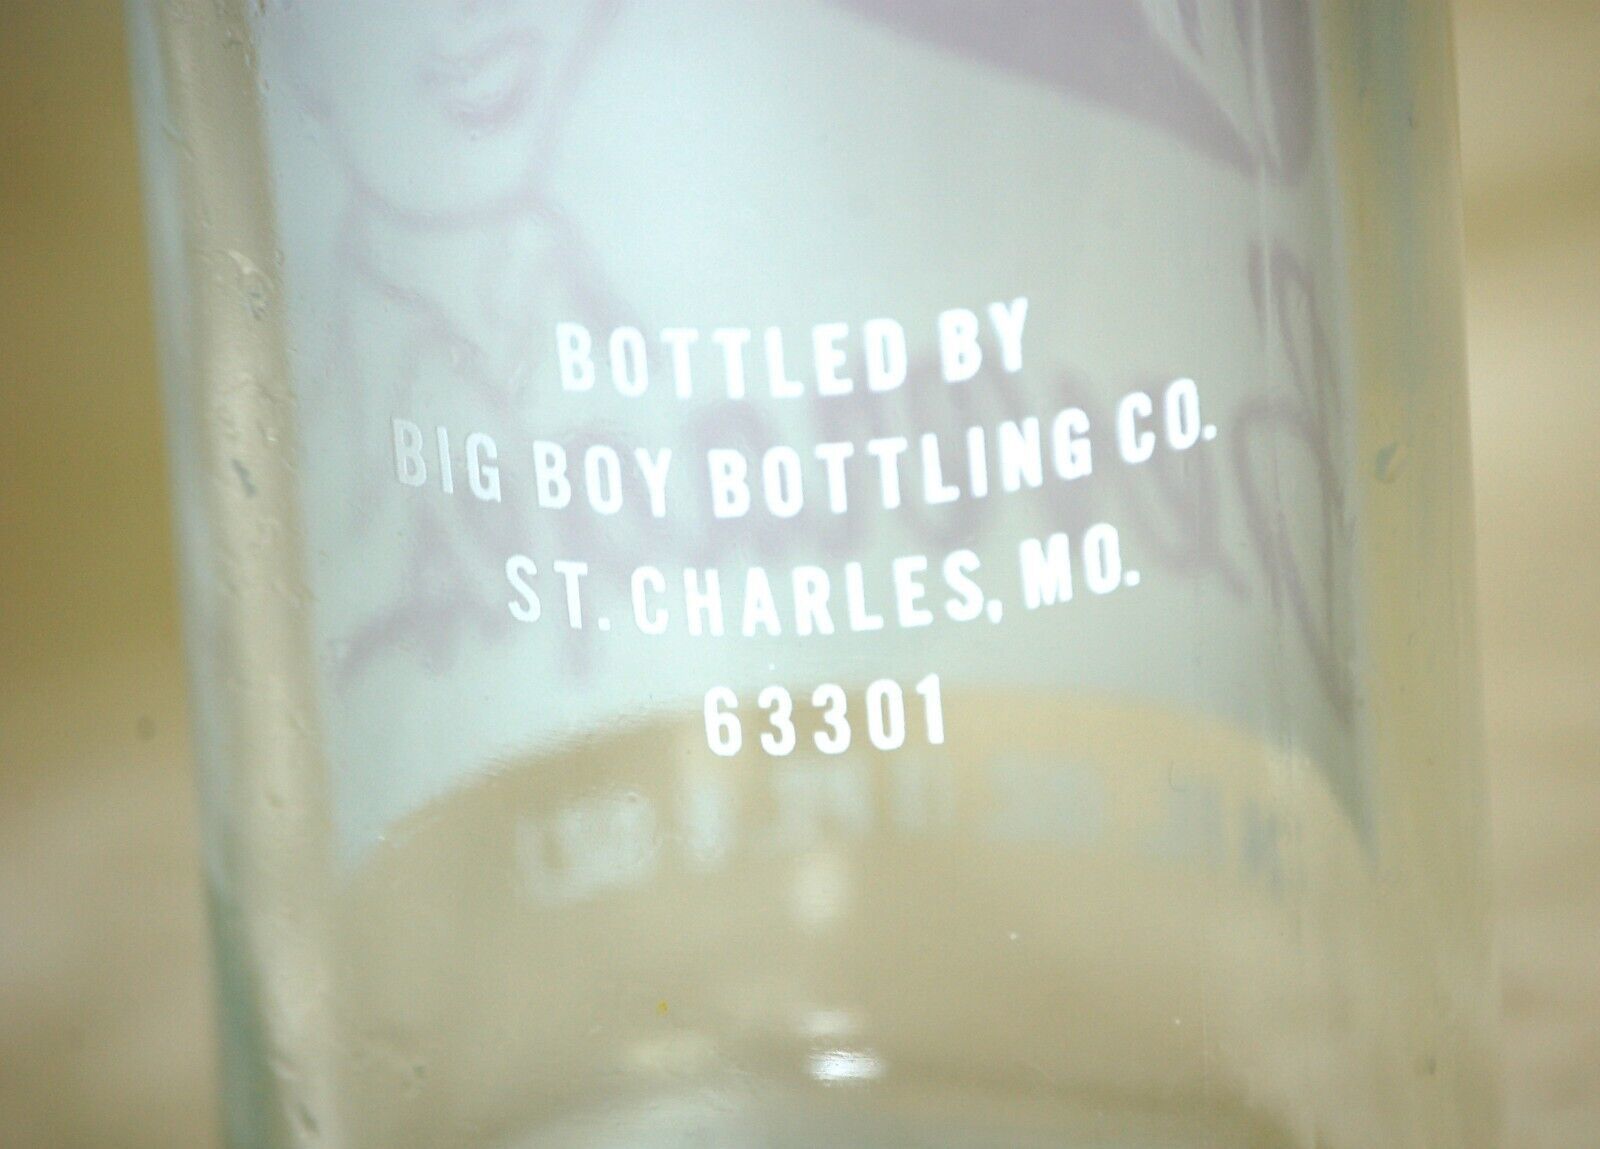 BOTTLED BY
BIG BOY BOTTLING CO.
ST. CHARLES, MO.
63301